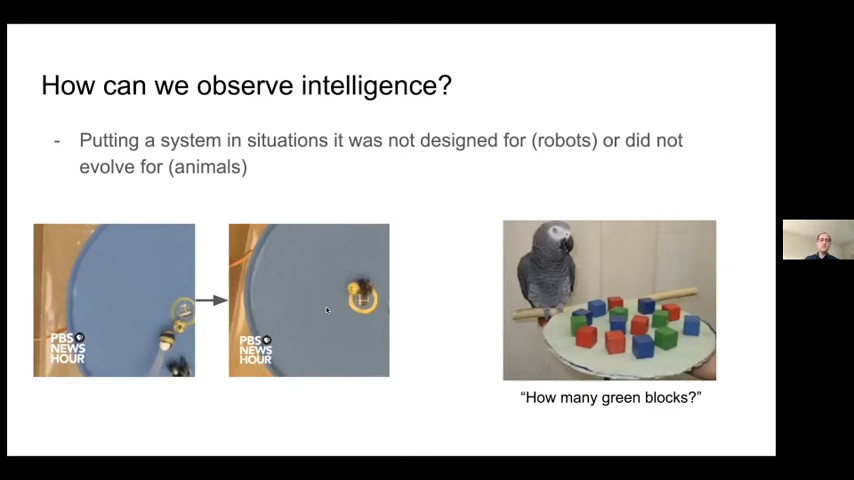 How can we observe intelligence?
- Putting a system in situations it was not designed for (robots) or did not
evolve for (animals)
PBS
NEWS
HOUR
PBS
NEWS
HOUR
“How many green blocks?”